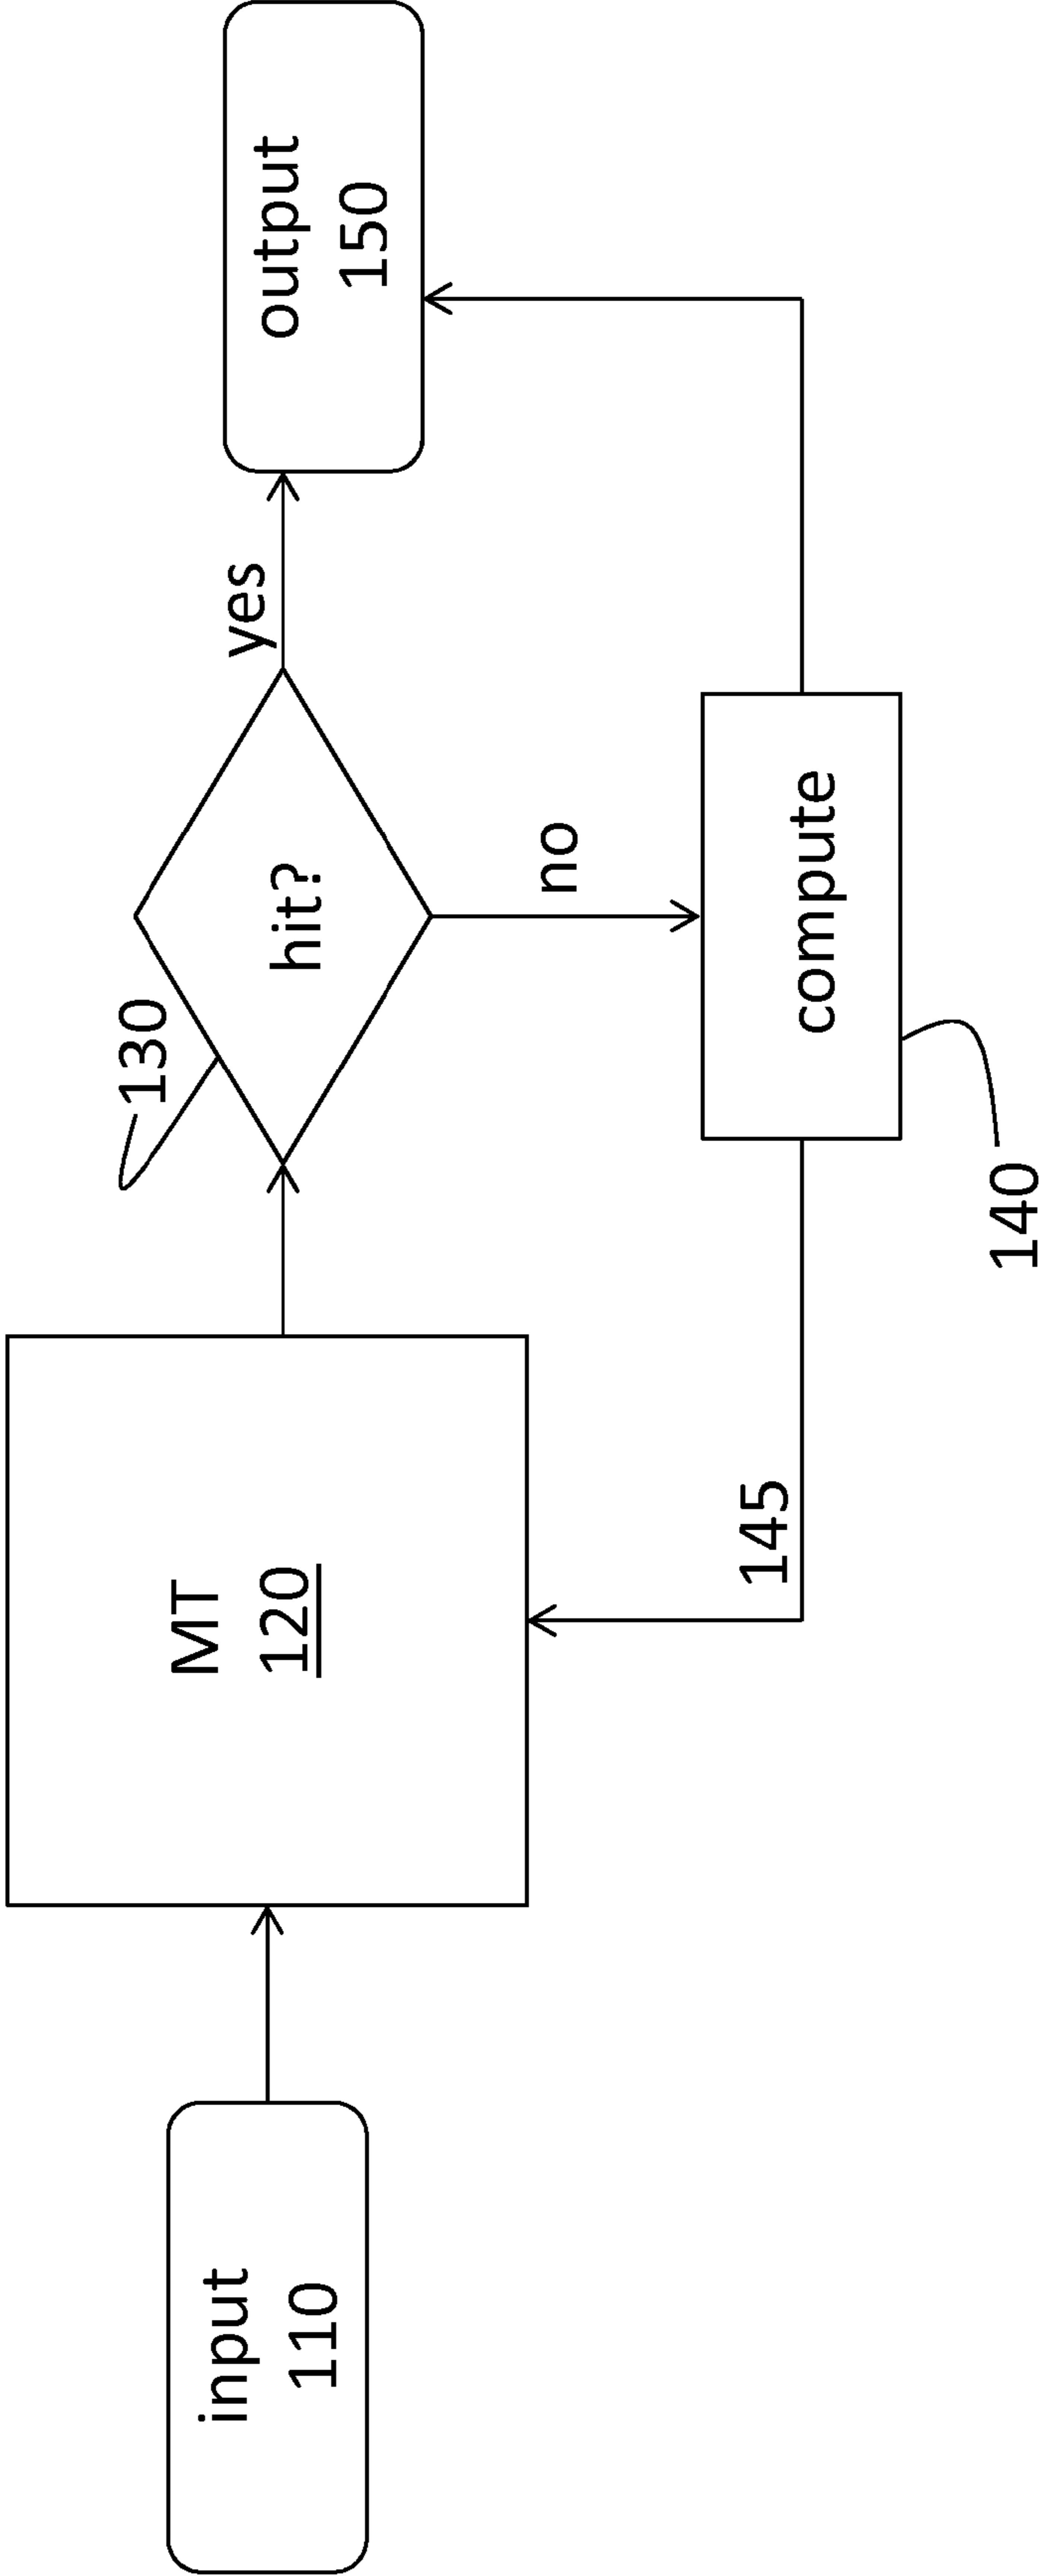 input
110
MT
120
145
130
hit?
yes
no
compute
140
output
150